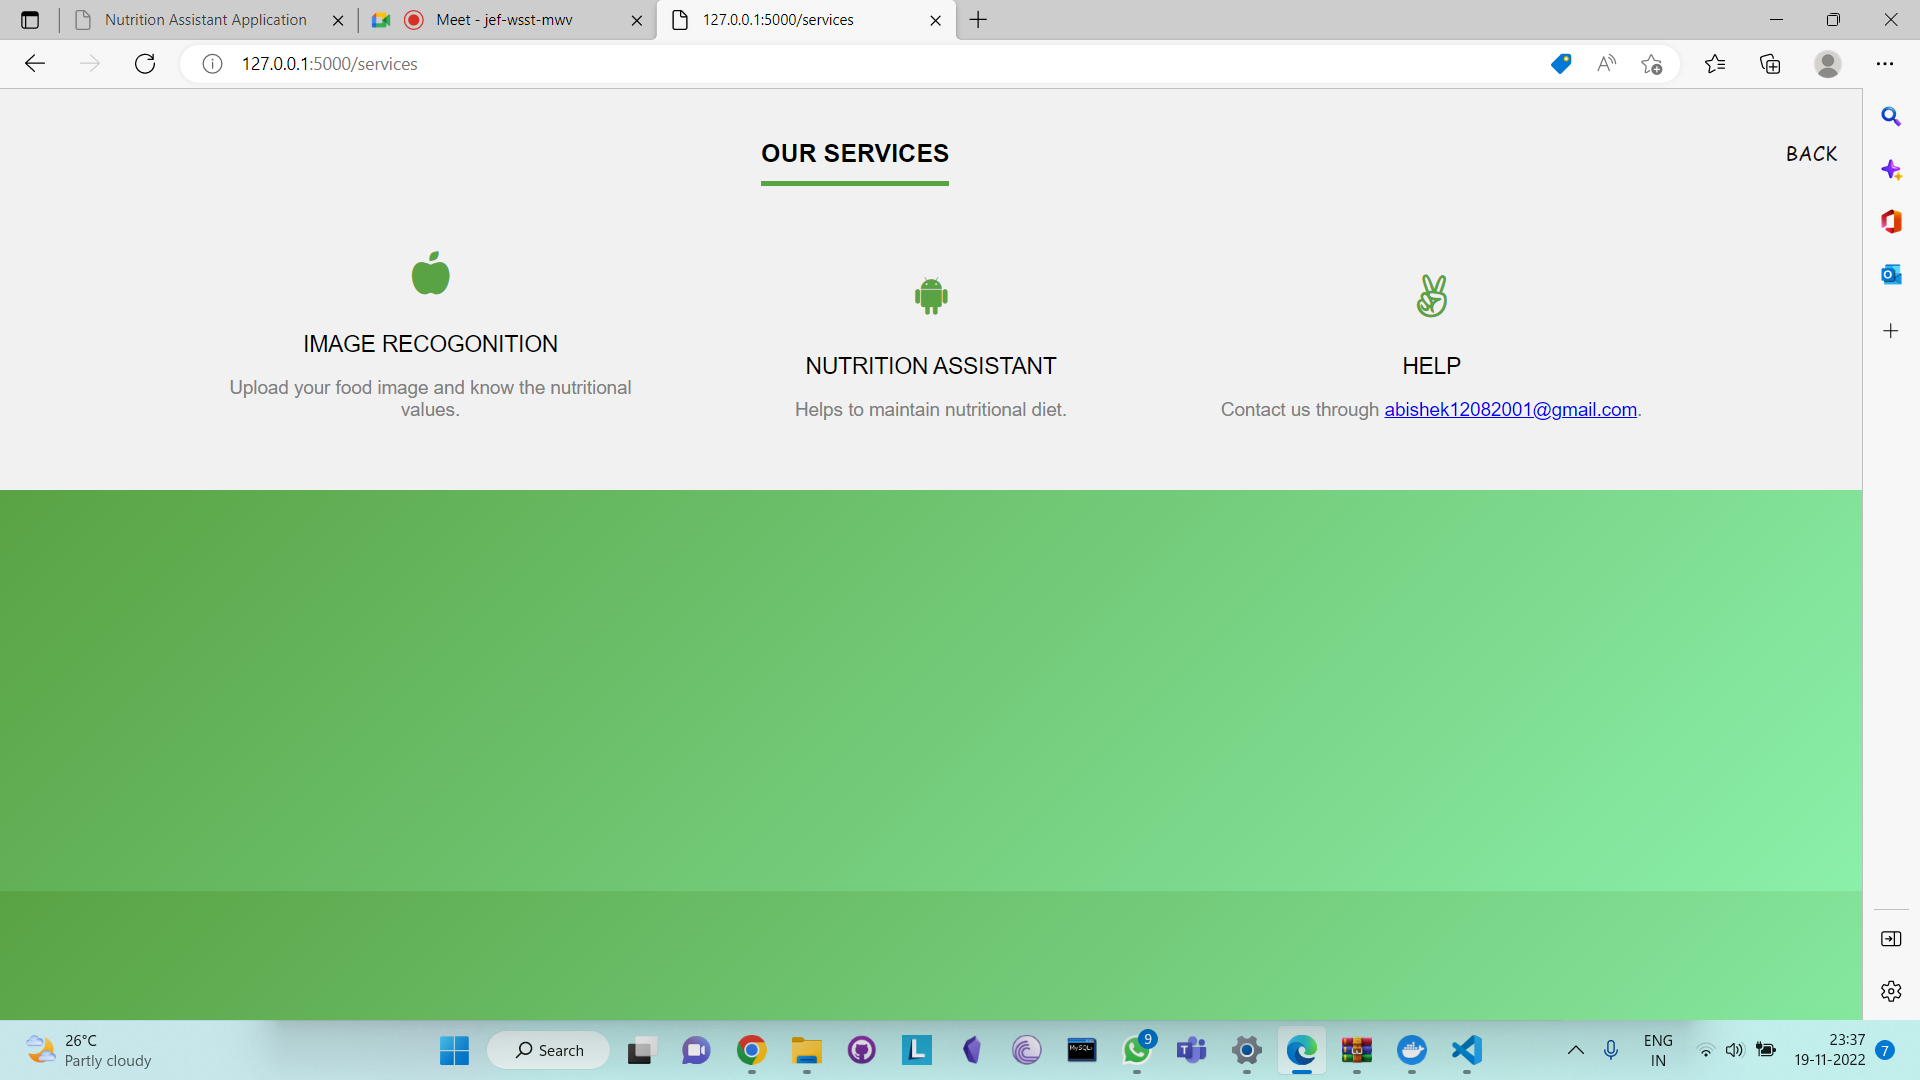 Nutrition Assistant Application
Meet - jef-wsst-mwv
127.0.0.1:5000/services
127.0.0.1:5000/services
OUR SERVICES
BACK
IMAGE RECOGONITION
Upload your food image and know the nutritional
values.
NUTRITION ASSISTANT
Helps to maintain nutritional diet.
HELP
Contact us through abishek12082001@gmail.com.
26°C
Partly cloudy
Search
L
MySQL
9
ENG
IN
23:37
19-11-2022
7